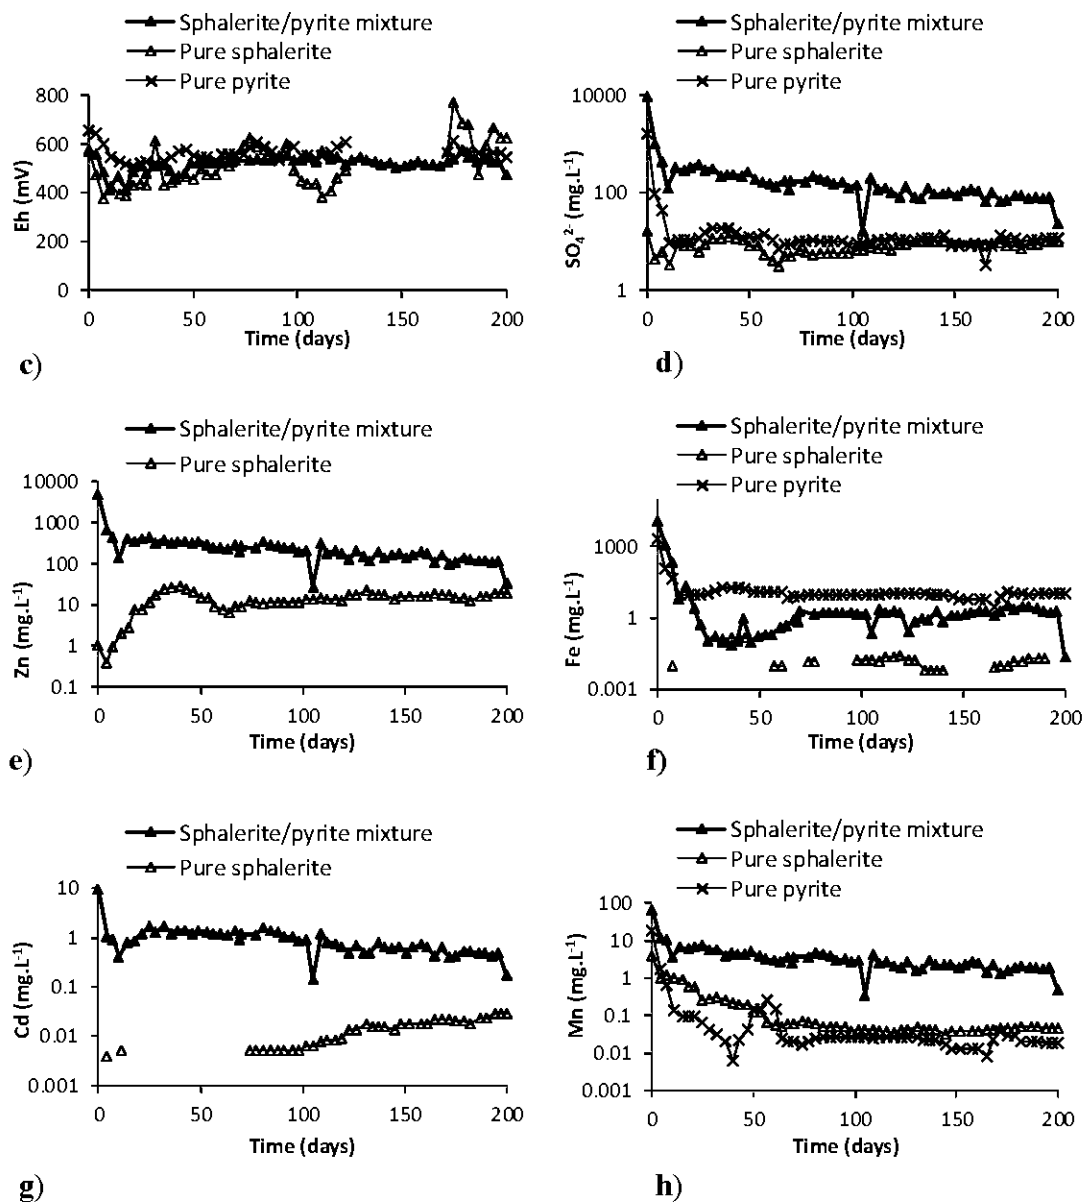 Sphalerite/pyrite mixture
Pure sphalerite
Pure pyrite
800
600
400
200
0
Eh (mV)
0 50 100 150 200
Time (days)
c)
Sphalerite/pyrite mixture
Pure sphalerite
Pure pyrite
10000
100
1
SO₄²⁻ (mg.L⁻¹)
0 50 100 150 200
Time (days)
d)
Sphalerite/pyrite mixture
Pure sphalerite
10000
1000
100
10
1
0.1
Zn (mg.L⁻¹)
0 50 100 150 200
Time (days)
e)
Sphalerite/pyrite mixture
Pure sphalerite
Pure pyrite
1000
1
0.001
Fe (mg.L⁻¹)
0 50 100 150 200
Time (days)
f)
Sphalerite/pyrite mixture
Pure sphalerite
10
1
0.1
0.01
0.001
Cd (mg.L⁻¹)
0 50 100 150 200
Time (days)
g)
Sphalerite/pyrite mixture
Pure sphalerite
Pure pyrite
100
10
1
0.1
0.01
0.001
Mn (mg.L⁻¹)
0 50 100 150 200
Time (days)
h)